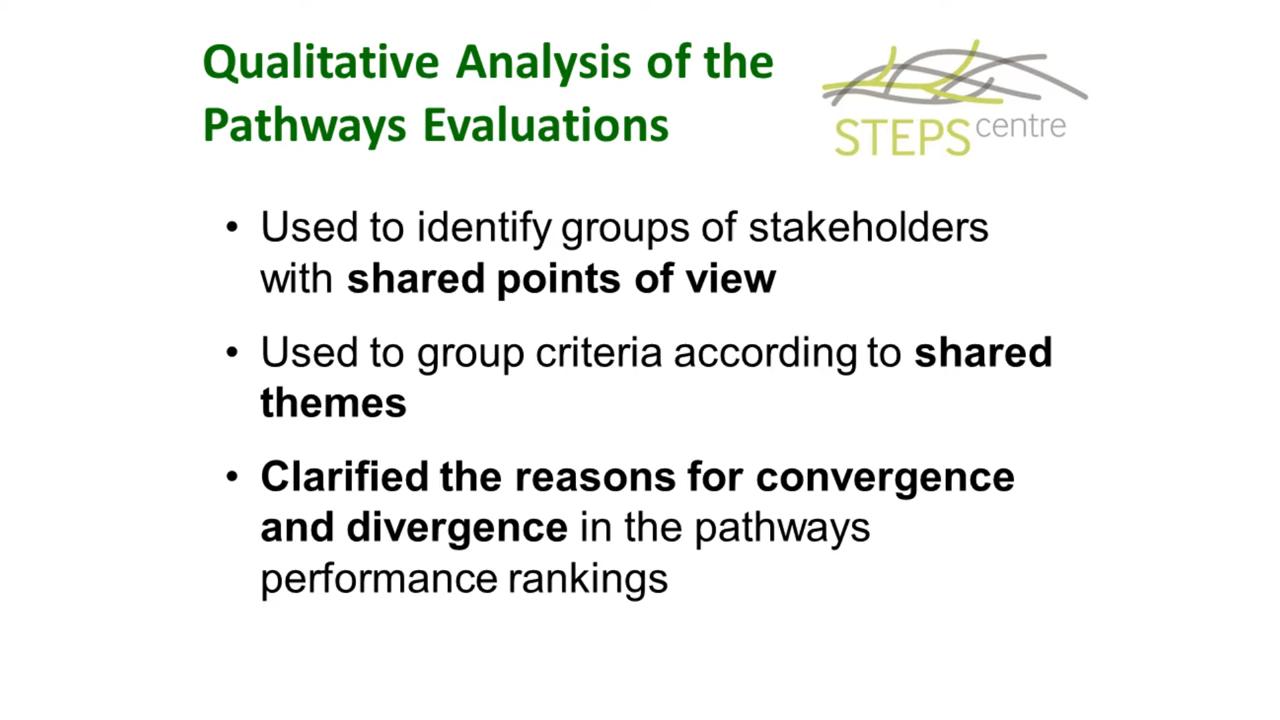 Qualitative Analysis of the
Pathways Evaluations
STEPS centre
• Used to identify groups of stakeholders
with shared points of view
• Used to group criteria according to shared
themes
• Clarified the reasons for convergence
and divergence in the pathways
performance rankings